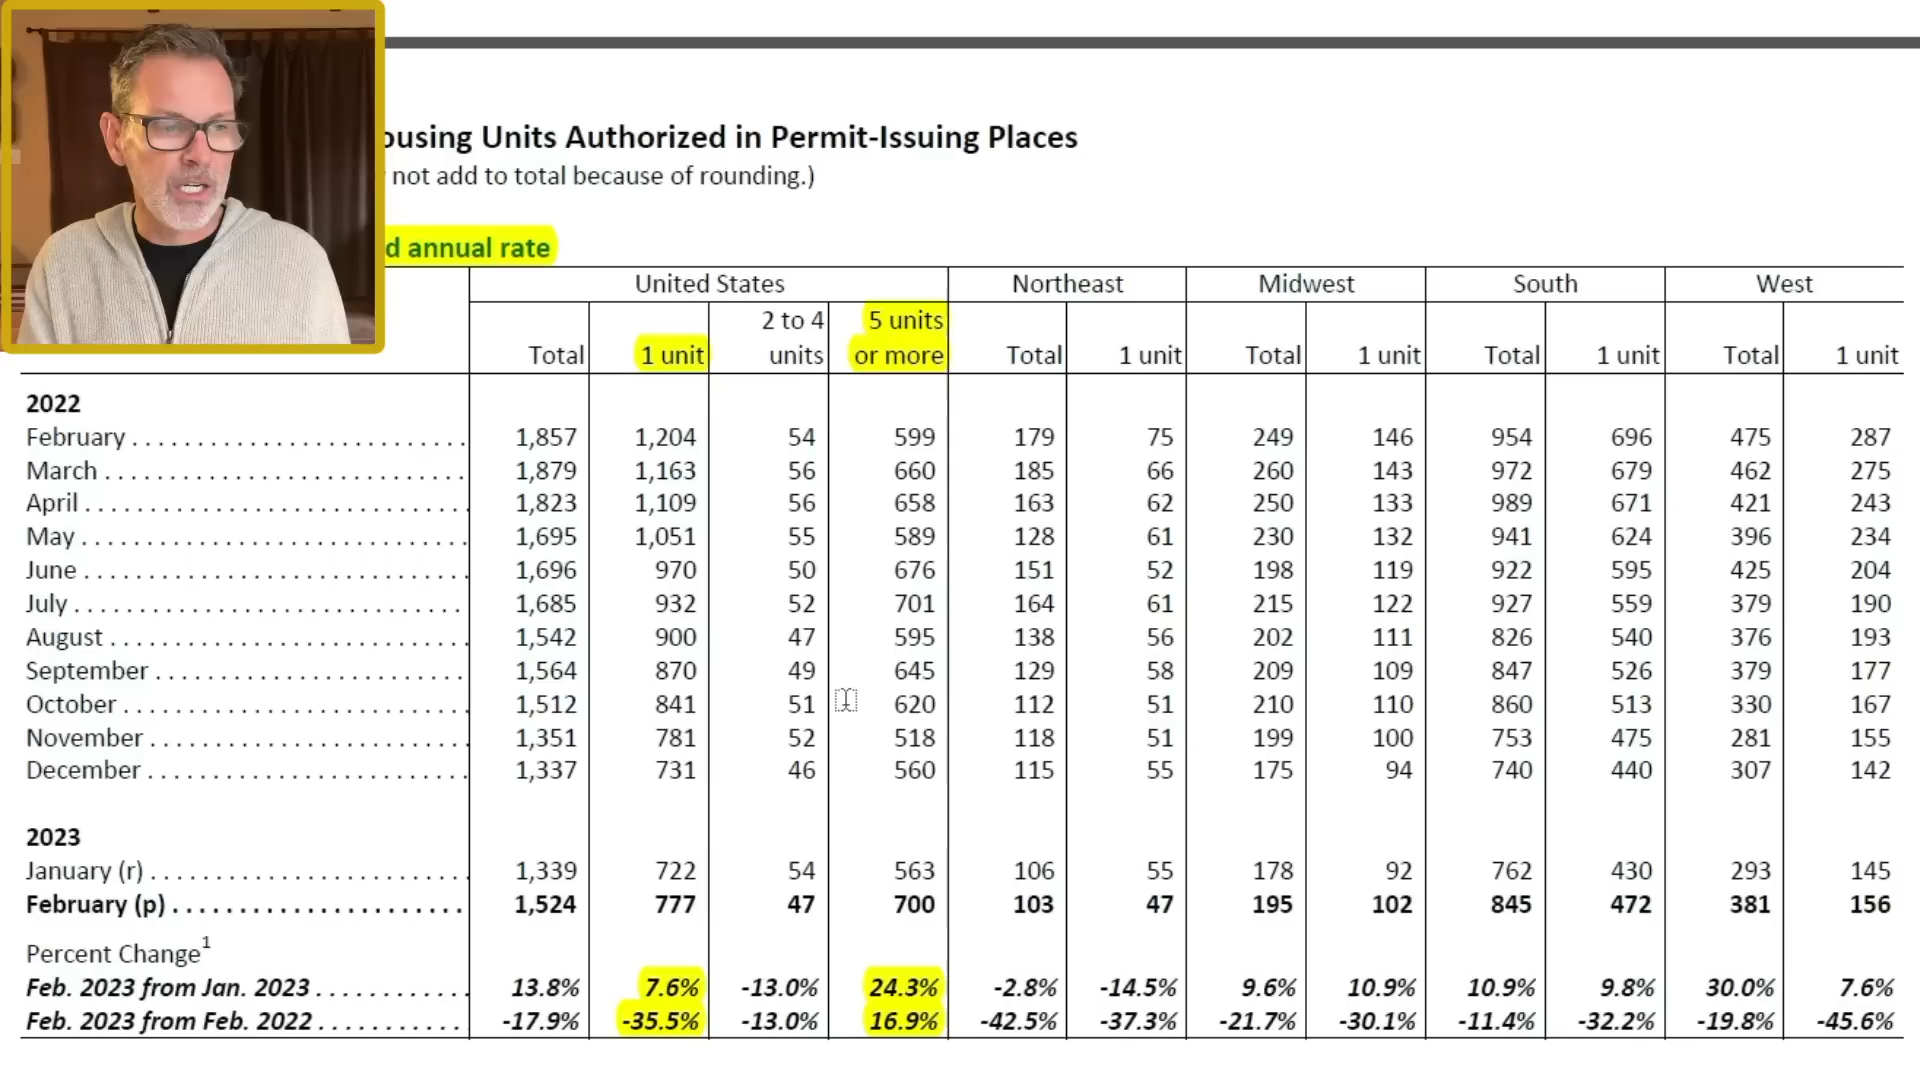 ousing Units Authorized in Permit-Issuing Places
not add to total because of rounding.)
d annual rate
United States Northeast Midwest South West
2 to 4 5 units
Total 1 unit units or more Total 1 unit Total 1 unit Total 1 unit Total 1 unit
2022
February 1,857 1,204 54 599 179 75 249 146 954 696 475 287
March 1,879 1,163 56 660 185 66 260 143 972 679 462 275
April 1,823 1,109 56 658 163 62 250 133 989 671 421 243
May 1,695 1,051 55 589 128 61 230 132 941 624 396 234
June 1,696 970 50 676 151 52 198 119 922 595 425 204
July 1,685 932 52 701 164 61 215 122 927 559 379 190
August 1,542 900 47 595 138 56 202 111 826 540 376 193
September 1,564 870 49 645 129 58 209 109 847 526 379 177
October 1,512 841 51 620 112 51 210 110 860 513 330 167
November 1,351 781 52 518 118 51 199 100 753 475 281 155
December 1,337 731 46 560 115 55 175 94 740 440 307 142
2023
January (r) 1,339 722 54 563 106 55 178 92 762 430 293 145
February (p) 1,524 777 47 700 103 47 195 102 845 472 381 156
Percent Change1
Feb. 2023 from Jan. 2023 13.8% 7.6% -13.0% 24.3% -2.8% -14.5% 9.6% 10.9% 10.9% 9.8% 30.0% 7.6%
Feb. 2023 from Feb. 2022 -17.9% -35.5% -13.0% 16.9% -42.5% -37.3% -21.7% -30.1% -11.4% -32.2% -19.8% -45.6%